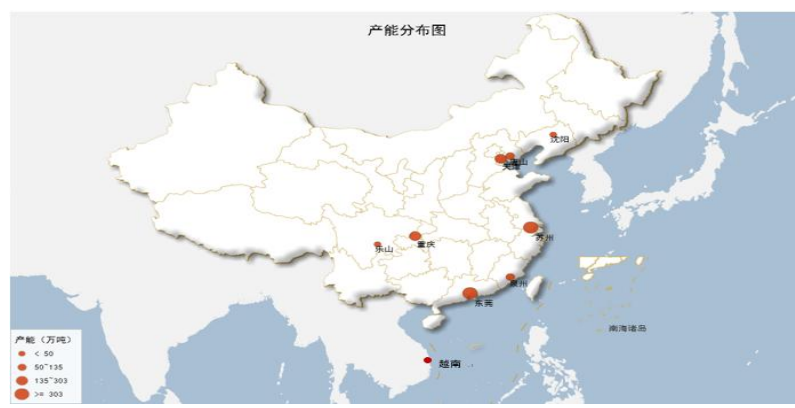 产能分布图
沈阳
唐山
天津
苏州
重庆
乐山
泉州
东莞
南海诸岛
越南
产能 (万吨)
< 50
50~135
135~303
>= 303